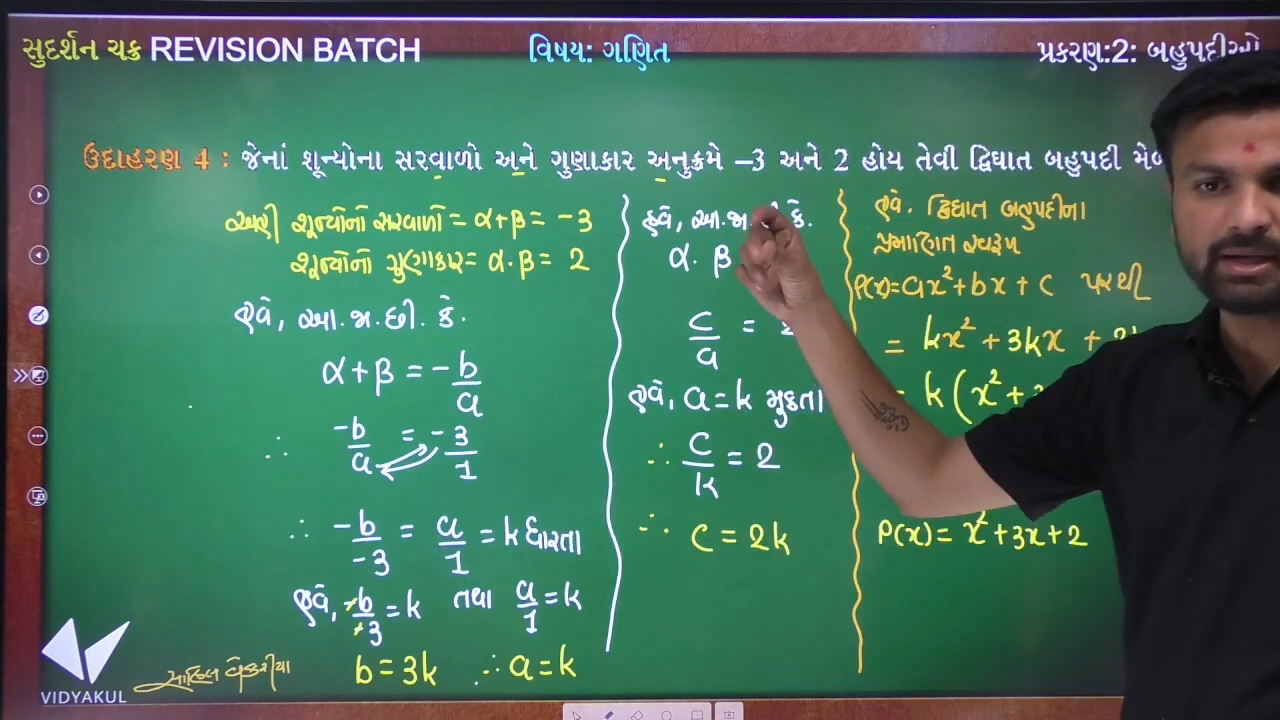 સુદર્શન ચક્ર REVISION BATCH
વિષય: ગણિત
પ્રકરણ:2: બહુપદીઓ
ઉદાહરણ 4 : જેનાં શૂન્યોના સરવાળો અને ગુણાકાર અનુક્રમે –3 અને 2 હોય તેવી દ્વિઘાત બહુપદી
અહીં શૂન્યોનો સરવાળો = α+β = -3
શૂન્યોનો ગુણાકાર = α.β = 2
હવે, આ.જા.છી. કે.
α+β = -b/a
∴ -b/a = -3/1
∴ -b/-3 = a/1 = k ધારતા
હવે, -b/-3 = k તથા a/1 = k
b = 3k ∴ a = k
હવે, આ.જા. કે.
α. β
c/a =
હવે, a = k મુકતા
∴ c/k = 2
∴ c = 2k
હવે. દ્વિઘાત બહુપદીના
પ્રમાણિત સ્વરૂપ
P(x) = ax² + bx + c પરથી
= kx² + 3kx +
= k (x² +
P(x) = x² + 3x + 2
VIDYAKUL